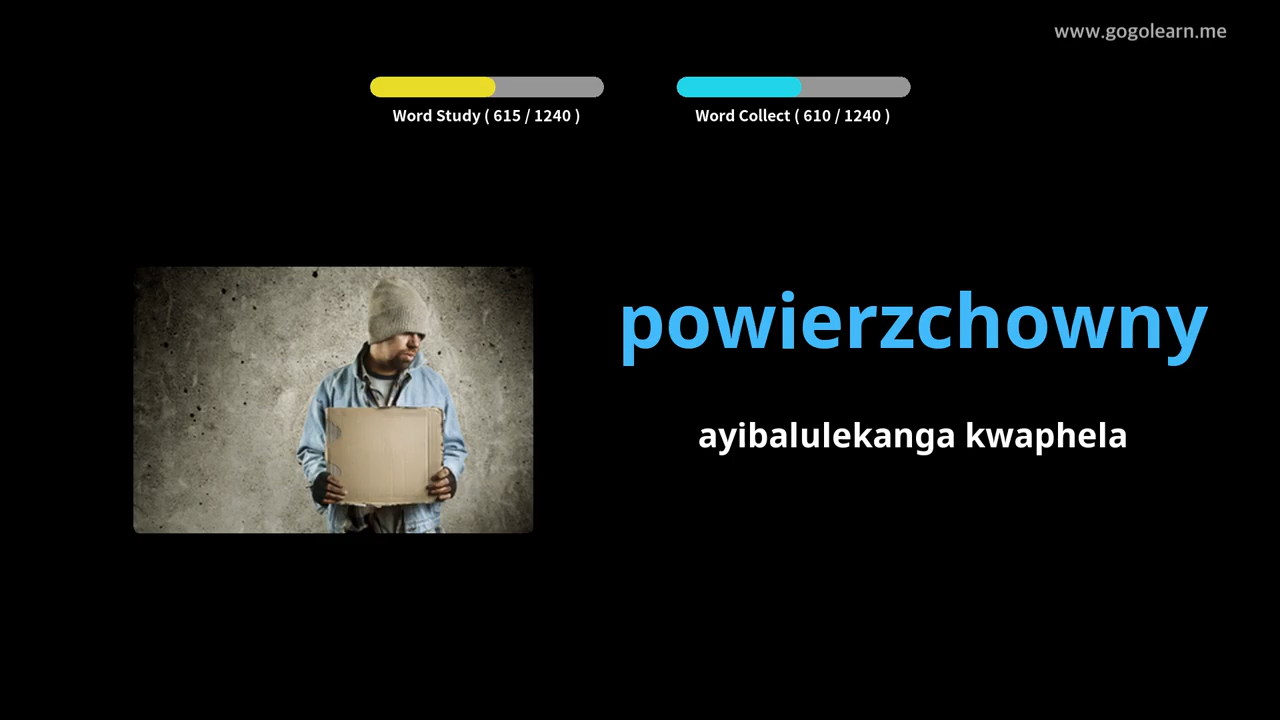 www.gogolearn.me
Word Study ( 615 / 1240 )
Word Collect ( 610 / 1240 )
powierzchowny
ayibalulekanga kwaphela